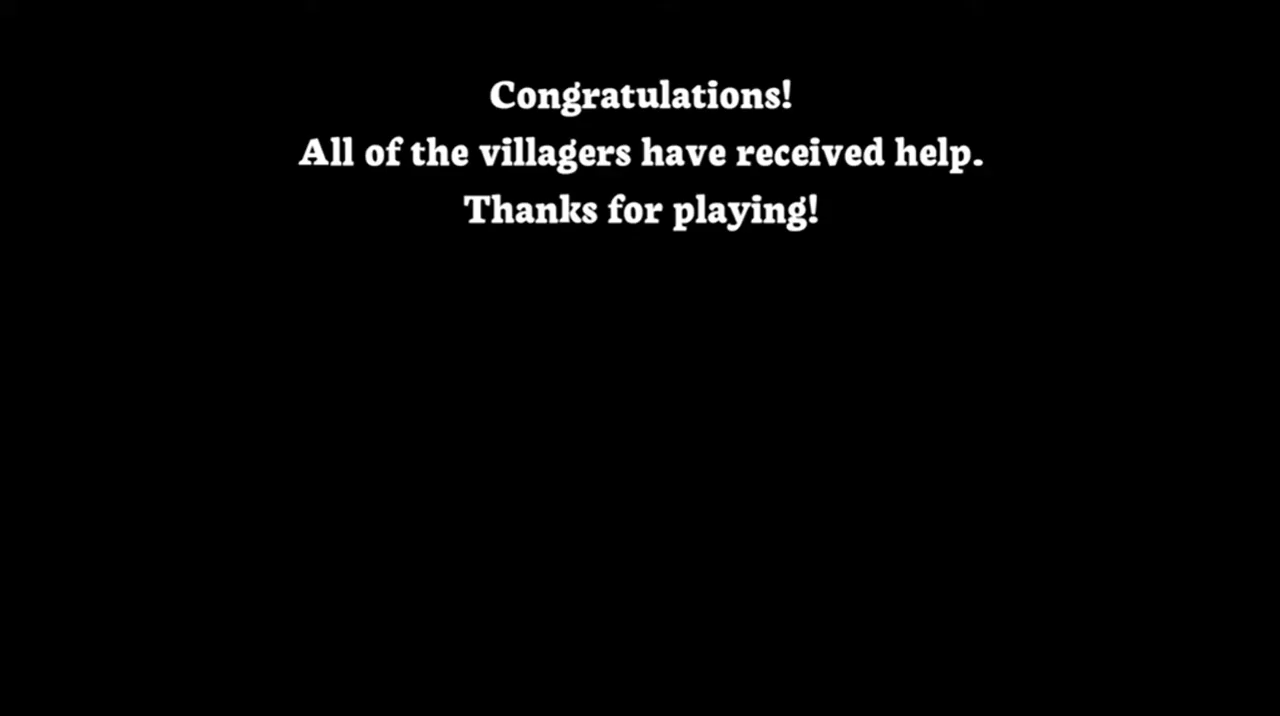 Congratulations!
All of the villagers have received help.
Thanks for playing!